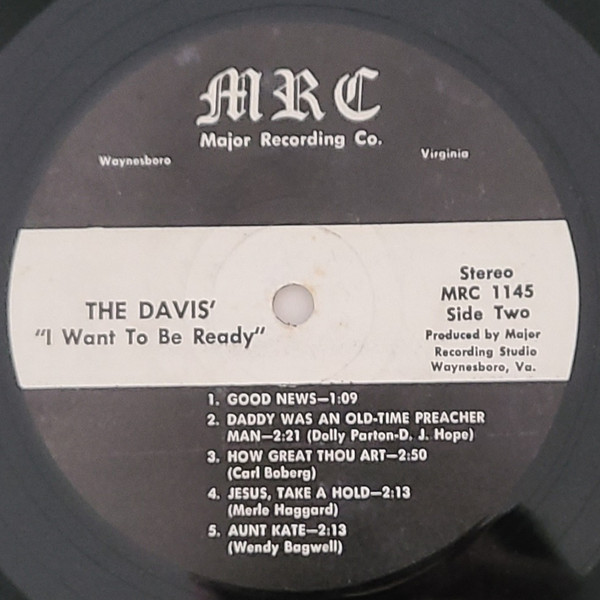 MRC
Major Recording Co.
Waynesboro
Virginia
THE DAVIS'
"I Want To Be Ready"
Stereo
MRC 1145
Side Two
Produced by Major
Recording Studio
Waynesboro, Va.
1. GOOD NEWS—1:09
2. DADDY WAS AN OLD-TIME PREACHER
MAN—2:21 (Dolly Parton-D. J. Hope)
3. HOW GREAT THOU ART—2:50
(Carl Boberg)
4. JESUS, TAKE A HOLD—2:13
(Merle Haggard)
5. AUNT KATE—2:13
(Wendy Bagwell)